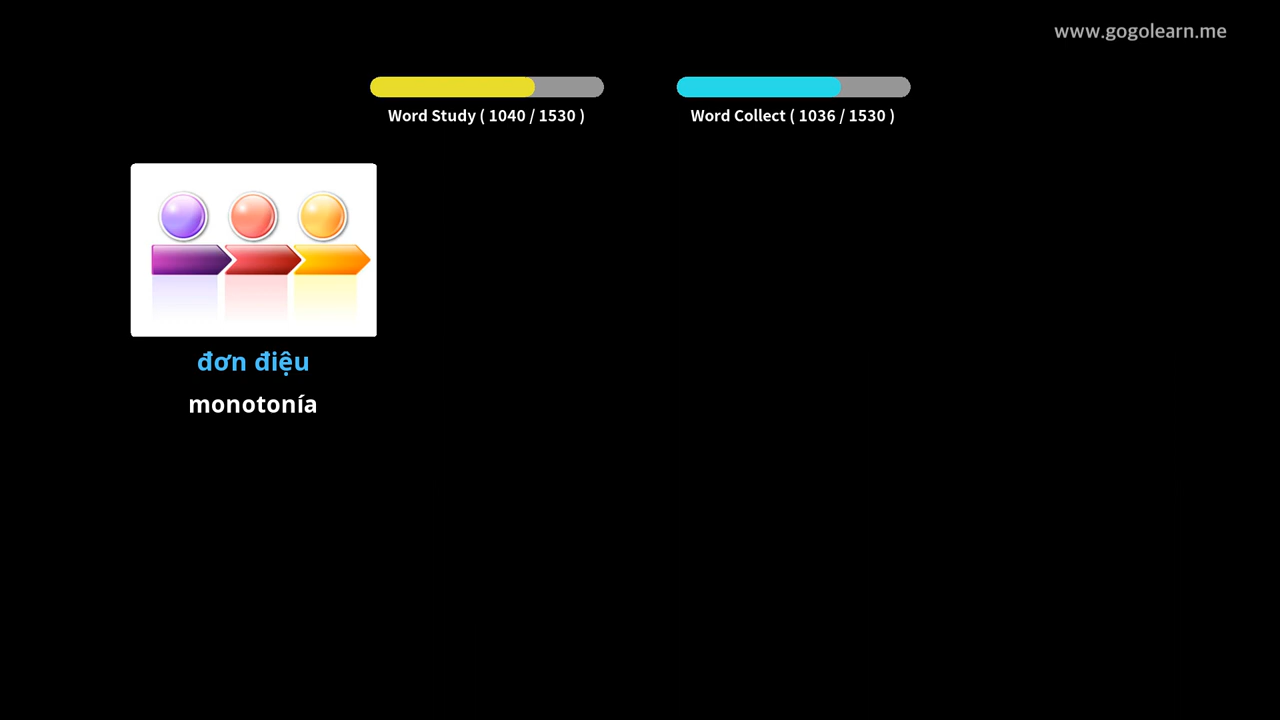 www.gogolearn.me
Word Study ( 1040 / 1530 )
Word Collect ( 1036 / 1530 )
đơn điệu
monotonía